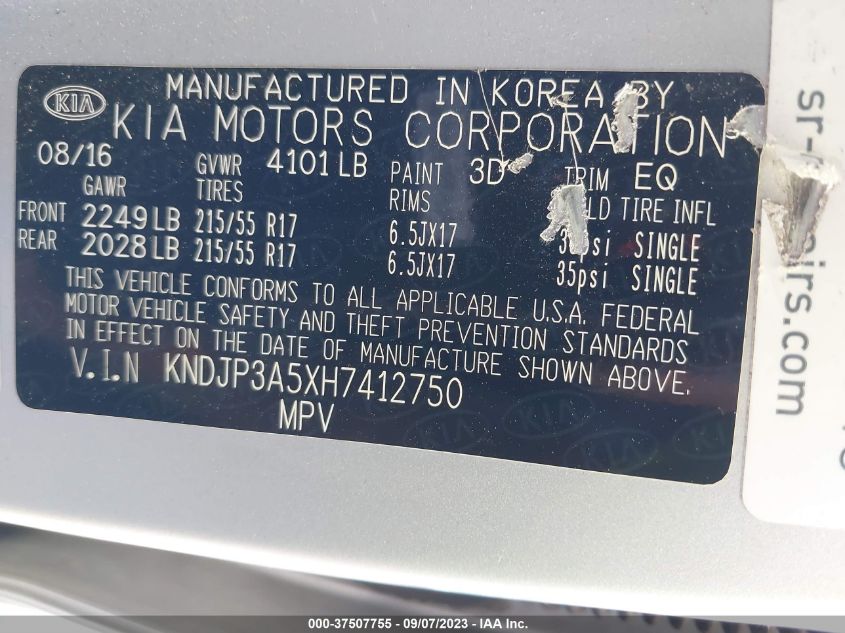 MANUFACTURED IN KOREA BY
KIA
KIA MOTORS CORPORATION
08/16 GVWR 4101 LB PAINT 3D TRIM EQ
GAWR TIRES RIMS COLD TIRE INFL
FRONT 2249 LB 215/55 R17 6.5JX17 SINGLE
REAR 2028 LB 215/55 R17 6.5JX17 35psi SINGLE
THIS VEHICLE CONFORMS TO ALL APPLICABLE U.S.A. FEDERAL
MOTOR VEHICLE SAFETY AND THEFT PREVENTION STANDARDS
IN EFFECT ON THE DATE OF MANUFACTURE SHOWN ABOVE.
V.I.N KNDJP3A5XH7412750
MPV
000-37507755 - 09/07/2023 - IAA Inc.